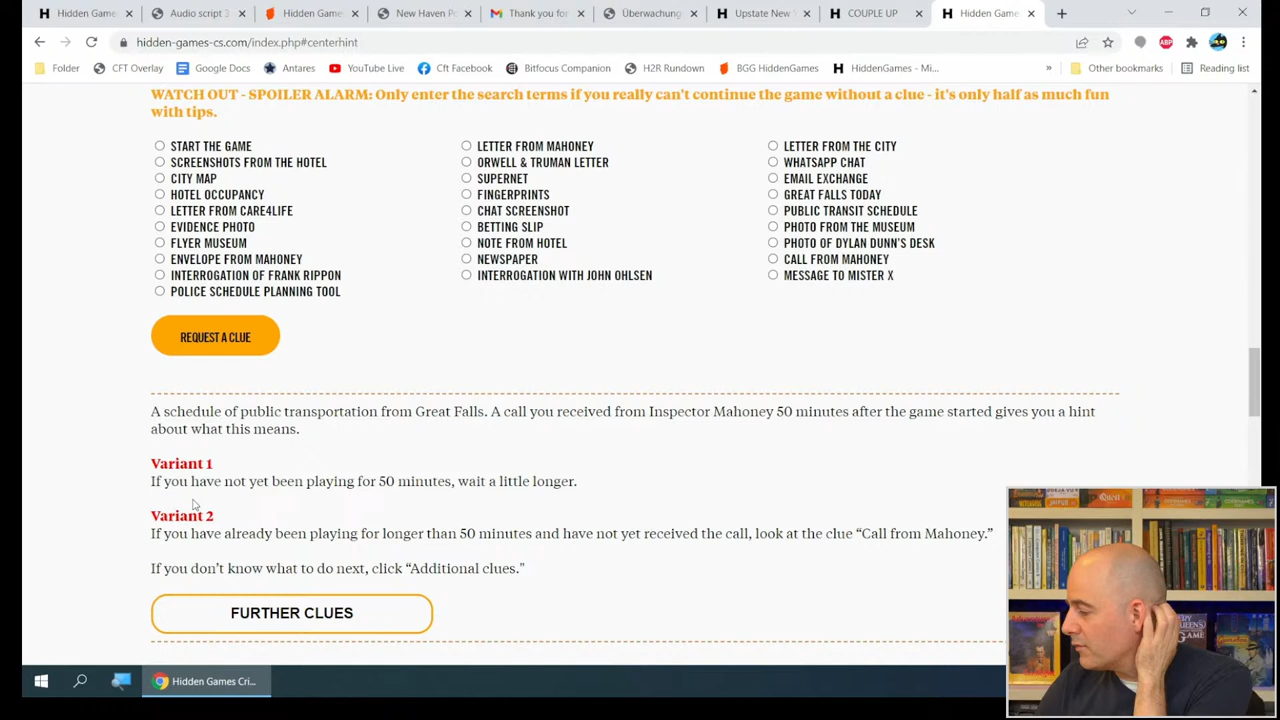 Hidden Game
Audio script 3
Hidden Game
New Haven Po
Thank you for
Überwachung
Upstate New
COUPLE UP
Hidden Game
hidden-games-cs.com/index.php#centerhint
Folder
CFT Overlay
Google Docs
Antares
YouTube Live
Cft Facebook
Bitfocus Companion
H2R Rundown
BGG HiddenGames
HiddenGames - Mi...
»
Other bookmarks
Reading list
WATCH OUT - SPOILER ALARM: Only enter the search terms if you really can't continue the game without a clue - it's only half as much fun
with tips.
START THE GAME
LETTER FROM MAHONEY
LETTER FROM THE CITY
SCREENSHOTS FROM THE HOTEL
ORWELL & TRUMAN LETTER
WHATSAPP CHAT
CITY MAP
SUPERNET
EMAIL EXCHANGE
HOTEL OCCUPANCY
FINGERPRINTS
GREAT FALLS TODAY
LETTER FROM CARE4LIFE
CHAT SCREENSHOT
PUBLIC TRANSIT SCHEDULE
EVIDENCE PHOTO
BETTING SLIP
PHOTO FROM THE MUSEUM
FLYER MUSEUM
NOTE FROM HOTEL
PHOTO OF DYLAN DUNN'S DESK
ENVELOPE FROM MAHONEY
NEWSPAPER
CALL FROM MAHONEY
INTERROGATION OF FRANK RIPPON
INTERROGATION WITH JOHN OHLSEN
MESSAGE TO MISTER X
POLICE SCHEDULE PLANNING TOOL
REQUEST A CLUE
A schedule of public transportation from Great Falls. A call you received from Inspector Mahoney 50 minutes after the game started gives you a hint
about what this means.
Variant 1
If you have not yet been playing for 50 minutes, wait a little longer.
Variant 2
If you have already been playing for longer than 50 minutes and have not yet received the call, look at the clue “Call from Mahoney.”
If you don’t know what to do next, click “Additional clues."
FURTHER CLUES
Hidden Games Cri...